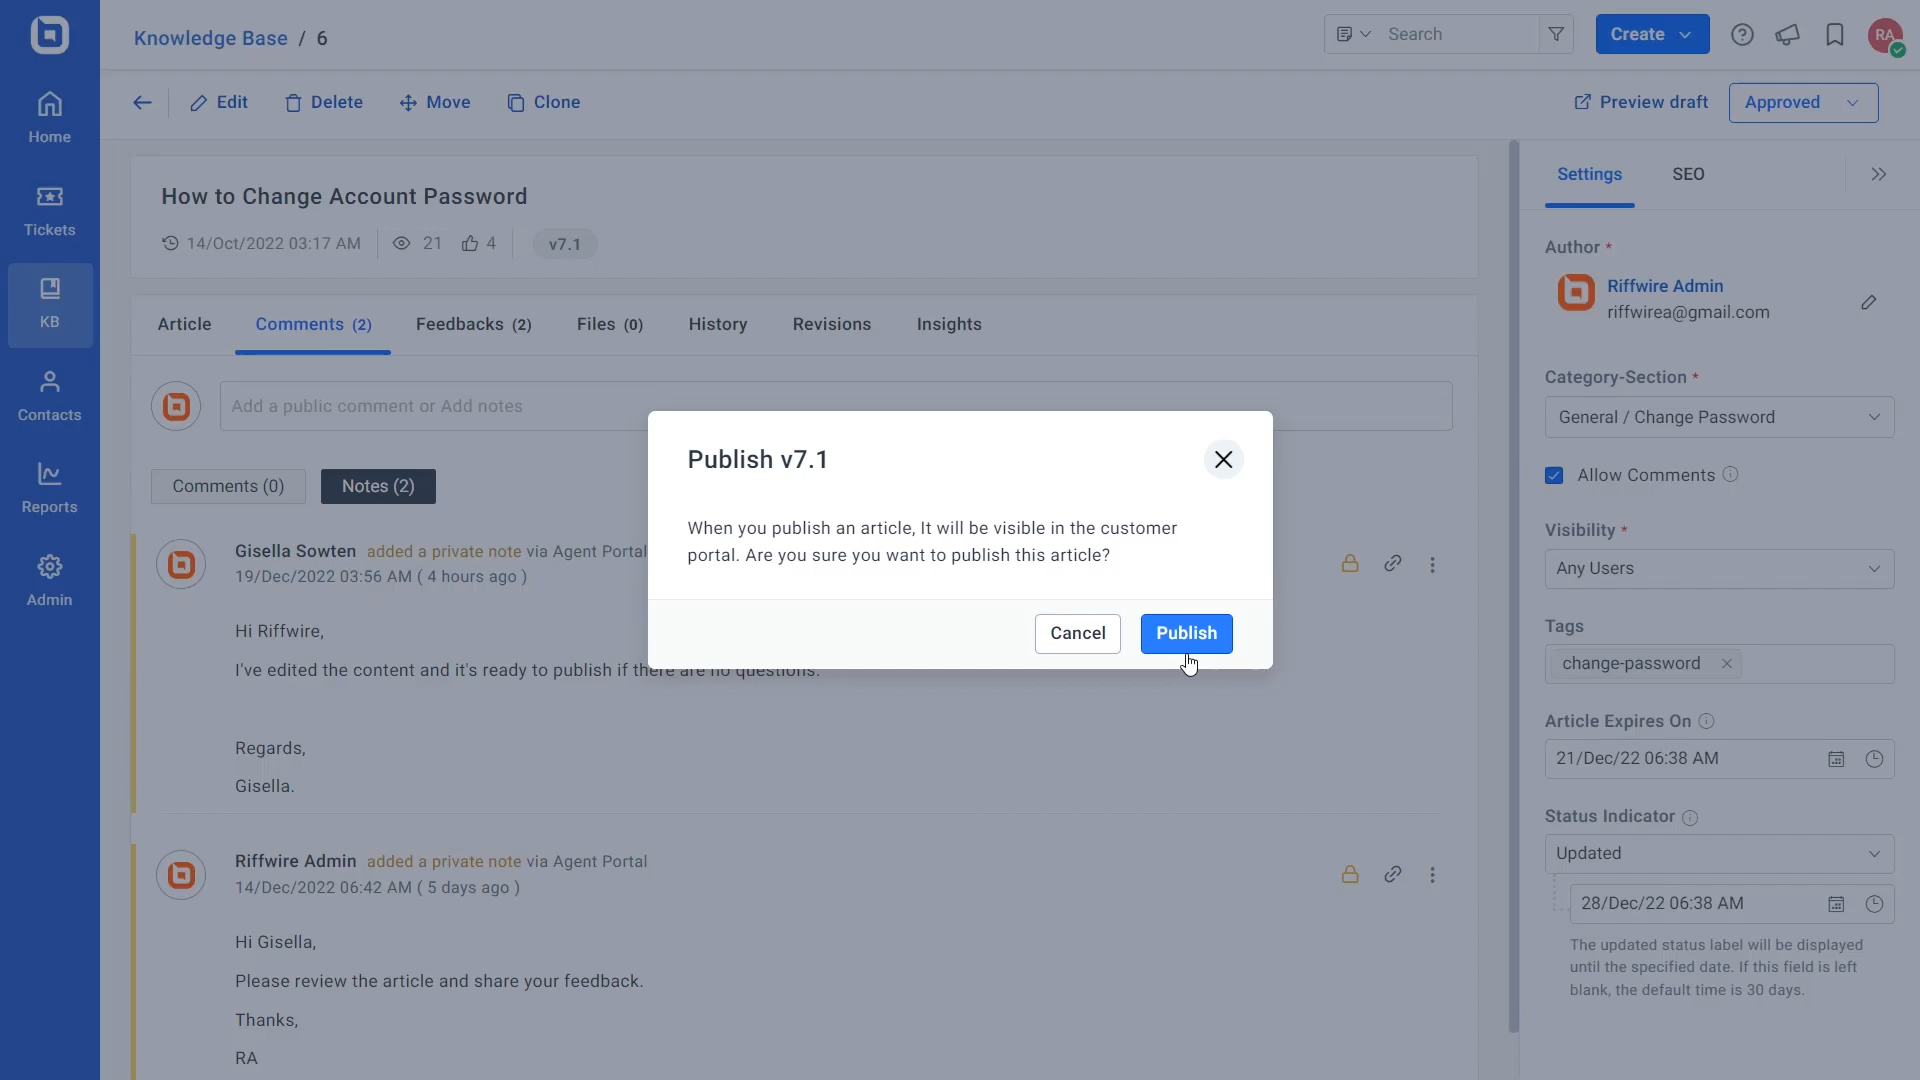 Knowledge Base / 6
Search
Create
RA
Home
Tickets
KB
Contacts
Reports
Admin
Edit
Delete
Move
Clone
Preview draft
Approved
How to Change Account Password
14/Oct/2022 03:17 AM
21
4
v7.1
Article
Comments (2)
Feedbacks (2)
Files (0)
History
Revisions
Insights
Add a public comment or Add notes
Comments (0)
Notes (2)
Gisella Sowten added a private note via Agent Portal
19/Dec/2022 03:56 AM ( 4 hours ago )
Hi Riffwire,
I've edited the content and it's ready to publish if there are no questions.
Regards,
Gisella.
Riffwire Admin added a private note via Agent Portal
14/Dec/2022 06:42 AM ( 5 days ago )
Hi Gisella,
Please review the article and share your feedback.
Thanks,
RA
Publish v7.1
When you publish an article, It will be visible in the customer
portal. Are you sure you want to publish this article?
Cancel
Publish
Settings
SEO
Author *
Riffwire Admin
riffwirea@gmail.com
Category-Section *
General / Change Password
Allow Comments
Visibility *
Any Users
Tags
change-password
Article Expires On
21/Dec/22 06:38 AM
Status Indicator
Updated
28/Dec/22 06:38 AM
The updated status label will be displayed
until the specified date. If this field is left
blank, the default time is 30 days.